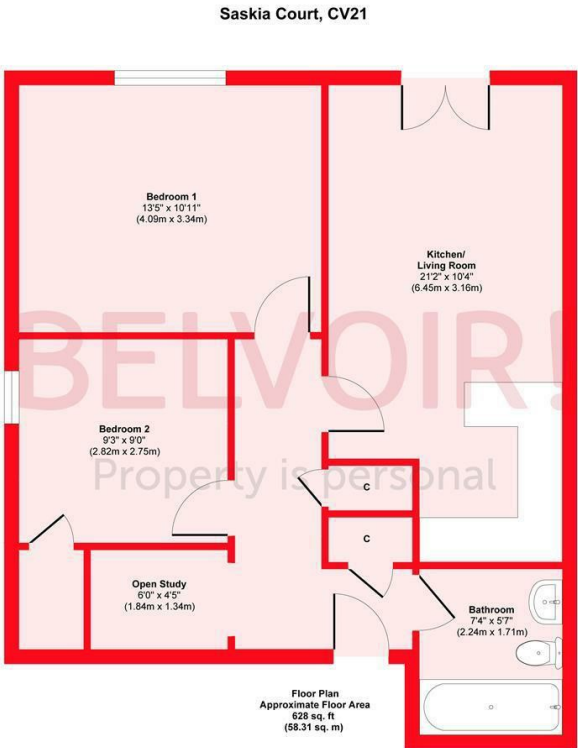 Saskia Court, CV21
Bedroom 1
13'5" x 10'11"
(4.09m x 3.34m)
Kitchen/
Living Room
21'2" x 10'4"
(6.45m x 3.16m)
BELVOIR!
Property is personal
Bedroom 2
9'3" x 9'0"
(2.82m x 2.75m)
C
C
Open Study
6'0" x 4'5"
(1.84m x 1.34m)
Bathroom
7'4" x 5'7"
(2.24m x 1.71m)
Floor Plan
Approximate Floor Area
628 sq. ft
(58.31 sq. m)